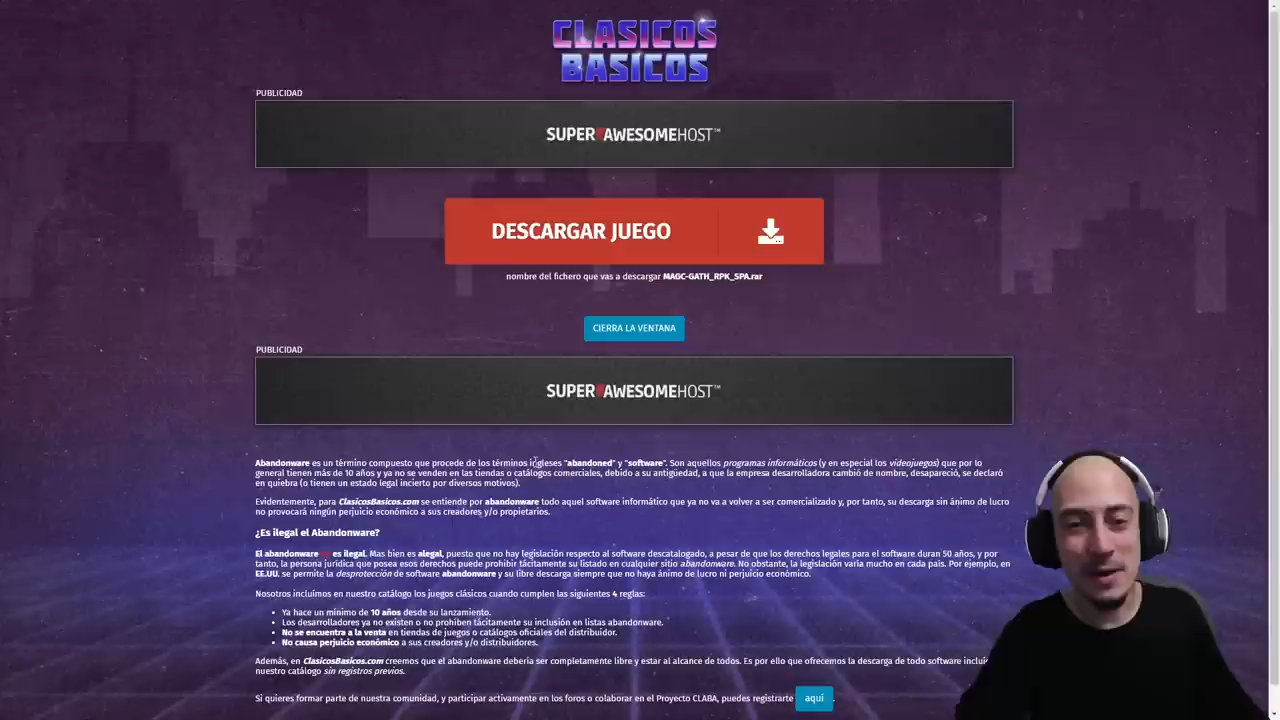 CLASICOS
BASICOS
PUBLICIDAD
SUPER AWESOMEHOST™
DESCARGAR JUEGO
nombre del fichero que vas a descargar MAGC-GATH_RPK_SPA.rar
CIERRA LA VENTANA
PUBLICIDAD
SUPER AWESOMEHOST™
Abandonware es un término compuesto que procede de los términos ingleses "abandoned" y "software". Son aquellos programas informáticos (y en especial los videojuegos) que por lo
general tienen más de 10 años y ya no se venden en las tiendas o catálogos comerciales, debido a su antigüedad, a que la empresa desarrolladora cambió de nombre, desapareció, se declaró
en quiebra (o tienen un estado legal incierto por diversos motivos).
Evidentemente, para ClasicosBasicos.com se entiende por abandonware todo aquel software informático que ya no va a volver a ser comercializado y, por tanto, su descarga sin ánimo de lucro
no provocará ningún perjuicio económico a sus creadores y/o propietarios.
¿Es ilegal el Abandonware?
El abandonware no es ilegal. Mas bien es alegal, puesto que no hay legislación respecto al software descatalogado, a pesar de que los derechos legales para el software duran 50 años, y por
tanto, la persona jurídica que posea esos derechos puede prohibir tácitamente su listado en cualquier sitio abandonware. No obstante, la legislación varia mucho en cada pais. Por ejemplo, en
EE.UU. se permite la desprotección de software abandonware y su libre descarga siempre que no haya ánimo de lucro ni perjuicio económico.
Nosotros incluímos en nuestro catálogo los juegos clásicos cuando cumplen las siguientes 4 reglas:
• Ya hace un mínimo de 10 años desde su lanzamiento.
• Los desarrolladores ya no existen o no prohiben tácitamente su inclusión en listas abandonware.
• No se encuentra a la venta en tiendas de juegos o catálogos oficiales del distribuidor.
• No causa perjuicio económico a sus creadores y/o distribuidores.
Además, en ClasicosBasicos.com creemos que el abandonware debería ser completamente libre y estar al alcance de todos. Es por ello que ofrecemos la descarga de todo software
nuestro catálogo sin registros previos.
Si quieres formar parte de nuestra comunidad, y participar activamente en los foros o colaborar en el Proyecto CLABA, puedes registrarte aquí.